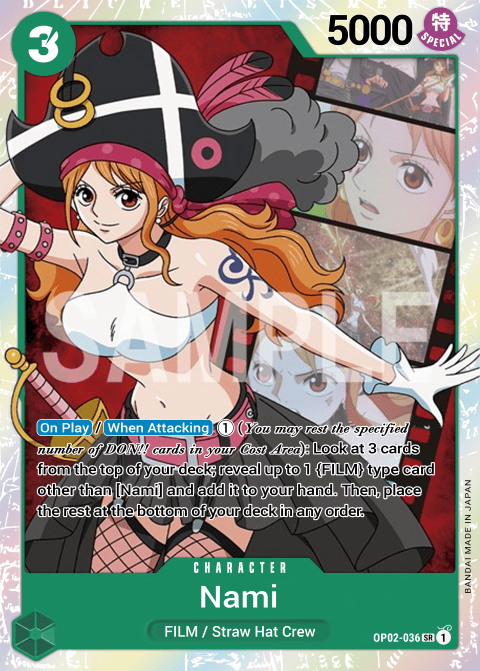 3
5000
特
SPECIAL
SAMPLE
On Play / When Attacking ① (You may rest the specified
number of DON!! cards in your Cost Area): Look at 3 cards
from the top of your deck; reveal up to 1 {FILM} type card
other than [Nami] and add it to your hand. Then, place
the rest at the bottom of your deck in any order.
BANDAI MADE IN JAPAN
CHARACTER
Nami
FILM / Straw Hat Crew
OP02-036 SR 1